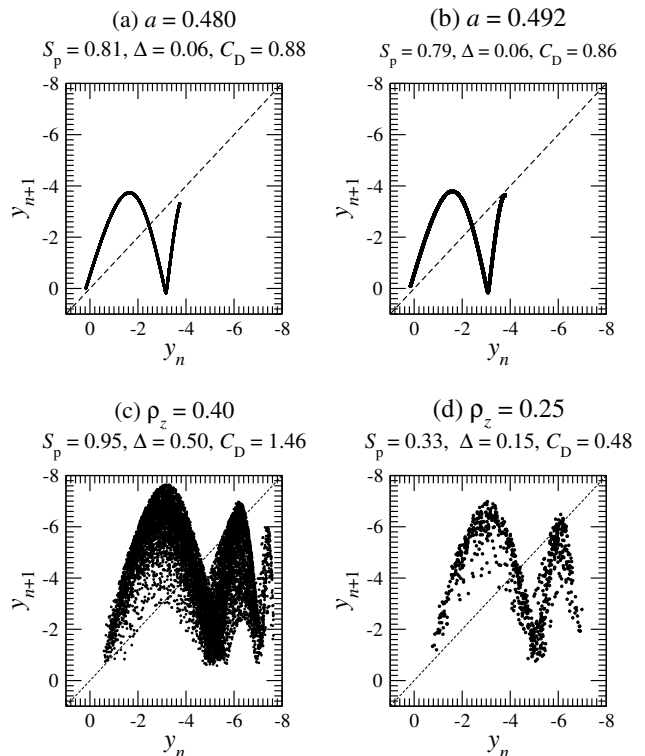 (a) a = 0.480
S_p = 0.81, Δ = 0.06, C_D = 0.88
-8
-6
-4
-2
0
y_{n+1}
0 -2 -4 -6 -8
y_n
(b) a = 0.492
S_p = 0.79, Δ = 0.06, C_D = 0.86
-8
-6
-4
-2
0
y_{n+1}
0 -2 -4 -6 -8
y_n
(c) ρ_z = 0.40
S_p = 0.95, Δ = 0.50, C_D = 1.46
-8
-6
-4
-2
0
y_{n+1}
0 -2 -4 -6 -8
y_n
(d) ρ_z = 0.25
S_p = 0.33, Δ = 0.15, C_D = 0.48
-8
-6
-4
-2
0
y_{n+1}
0 -2 -4 -6 -8
y_n